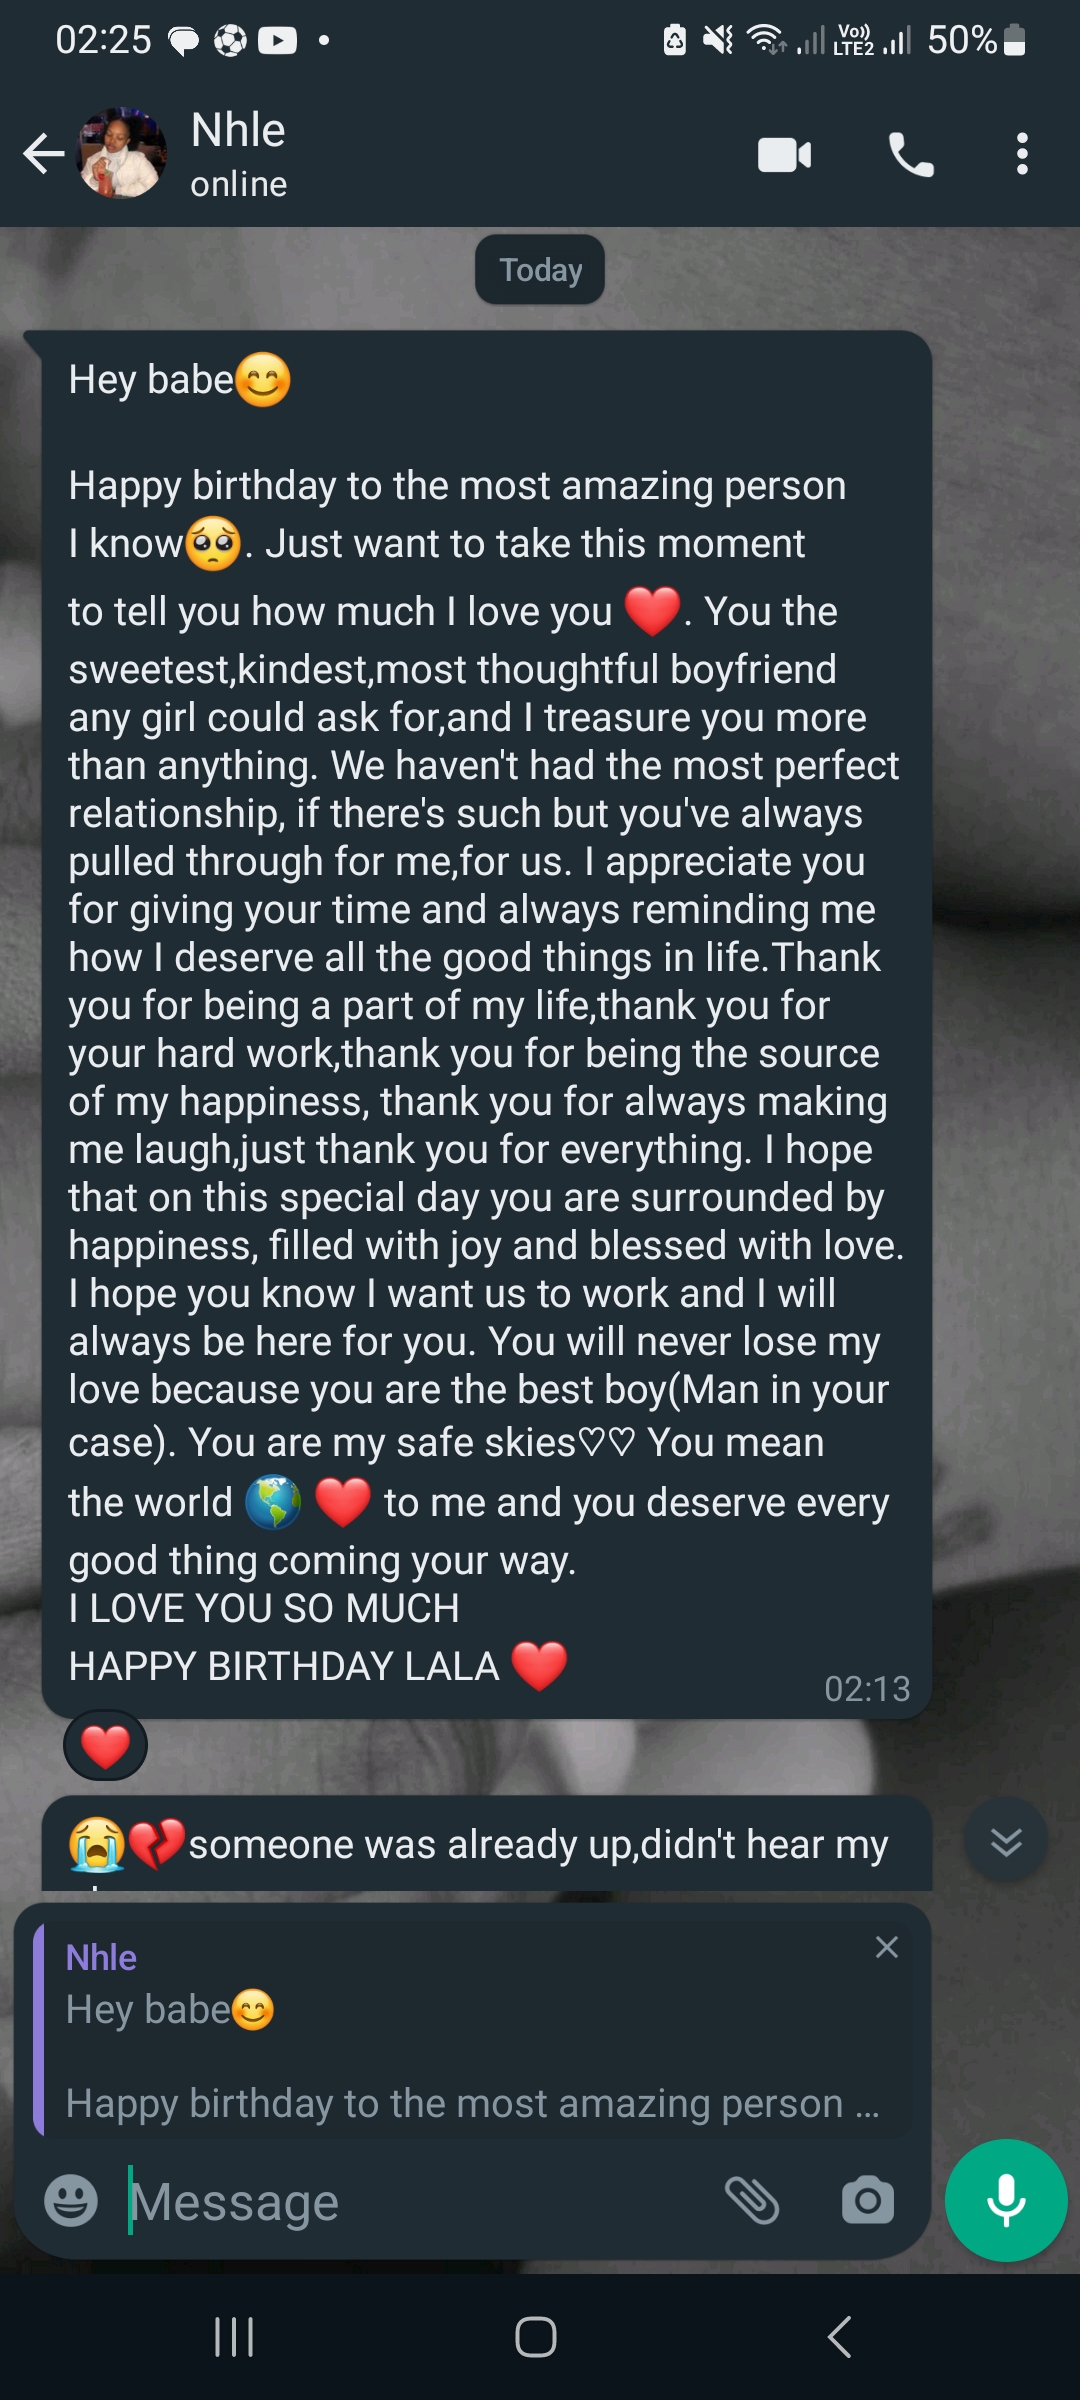 02:25
Vo))
LTE2
50%
Nhle
online
Today
Hey babe😊
Happy birthday to the most amazing person
I know🥺. Just want to take this moment
to tell you how much I love you ❤️. You the
sweetest,kindest,most thoughtful boyfriend
any girl could ask for,and I treasure you more
than anything. We haven't had the most perfect
relationship, if there's such but you've always
pulled through for me,for us. I appreciate you
for giving your time and always reminding me
how I deserve all the good things in life.Thank
you for being a part of my life,thank you for
your hard work,thank you for being the source
of my happiness, thank you for always making
me laugh,just thank you for everything. I hope
that on this special day you are surrounded by
happiness, filled with joy and blessed with love.
I hope you know I want us to work and I will
always be here for you. You will never lose my
love because you are the best boy(Man in your
case). You are my safe skies♡♡ You mean
the world 🌎 ❤️ to me and you deserve every
good thing coming your way.
I LOVE YOU SO MUCH
HAPPY BIRTHDAY LALA ❤️
02:13
❤️
😭💔someone was already up,didn't hear my
Nhle
Hey babe😊
Happy birthday to the most amazing person ...
Message